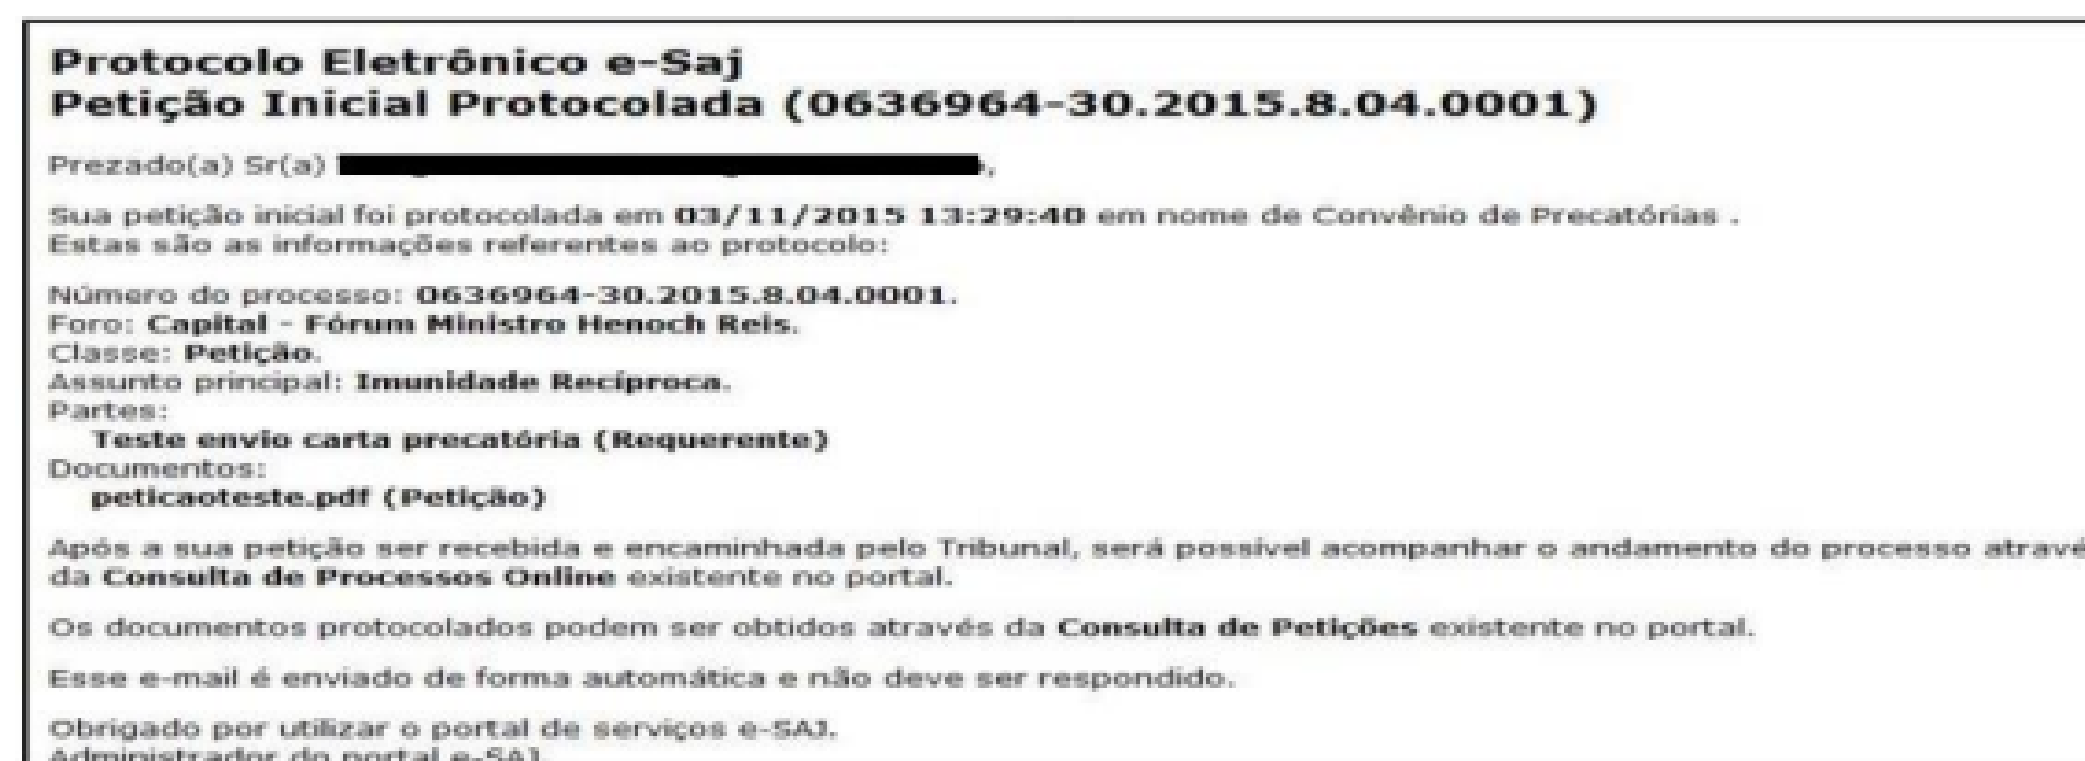 Protocolo Eletrônico e-Saj
Petição Inicial Protocolada (0636964-30.2015.8.04.0001)
Prezado(a) Sr(a) ,
Sua petição inicial foi protocolada em 03/11/2015 13:29:40 em nome de Convênio de Precatórias .
Estas são as informações referentes ao protocolo:
Número do processo: 0636964-30.2015.8.04.0001.
Foro: Capital - Fórum Ministro Henoch Reis.
Classe: Petição.
Assunto principal: Imunidade Recíproca.
Partes:
Teste envio carta precatória (Requerente)
Documentos:
peticaoteste.pdf (Petição)
Após a sua petição ser recebida e encaminhada pelo Tribunal, será possível acompanhar o andamento do processo atravé
da Consulta de Processos Online existente no portal.
Os documentos protocolados podem ser obtidos através da Consulta de Petições existente no portal.
Esse e-mail é enviado de forma automática e não deve ser respondido.
Obrigado por utilizar o portal de serviços e-SAJ.
Administrador do portal e-SAJ.